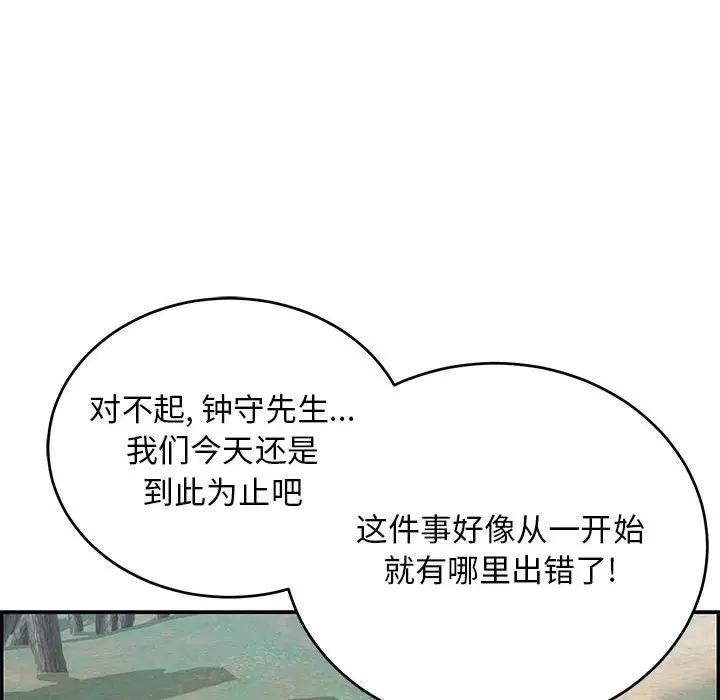 对不起, 钟守先生...
我们今天还是
到此为止吧
这件事好像从一开始
就有哪里出错了!